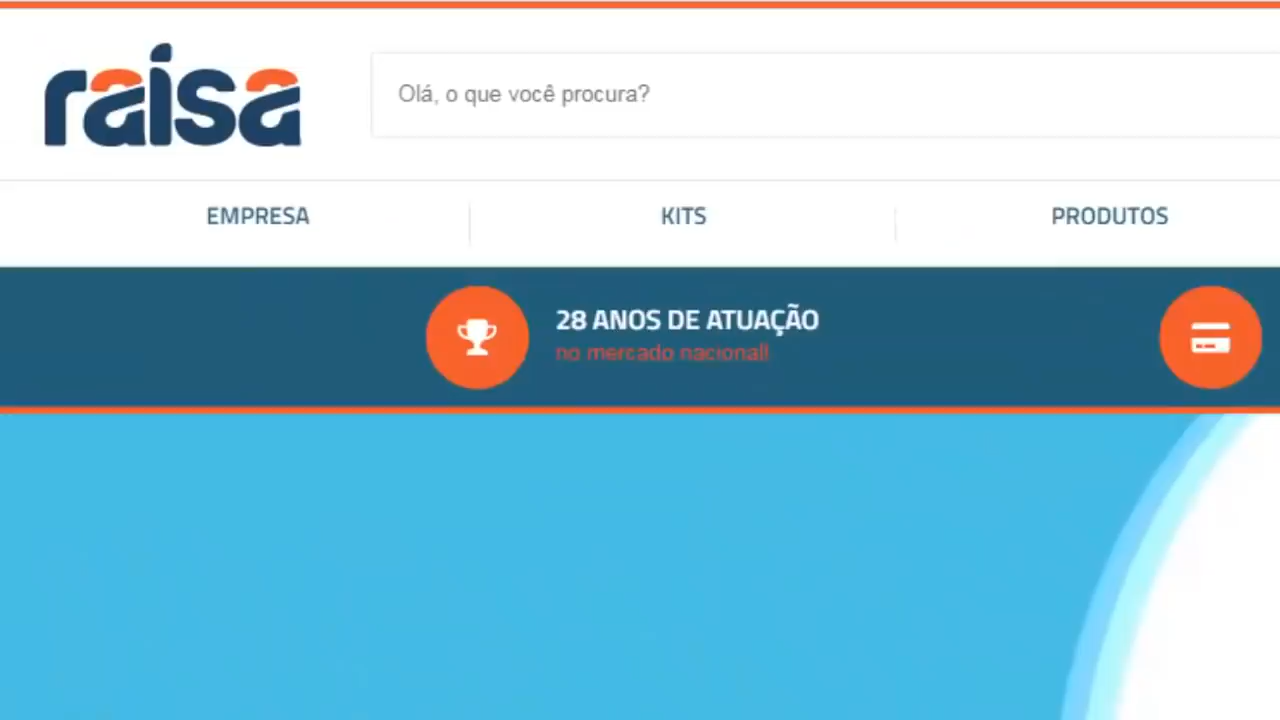 raisa
Olá, o que você procura?
EMPRESA
KITS
PRODUTOS
28 ANOS DE ATUAÇÃO
no mercado nacional!